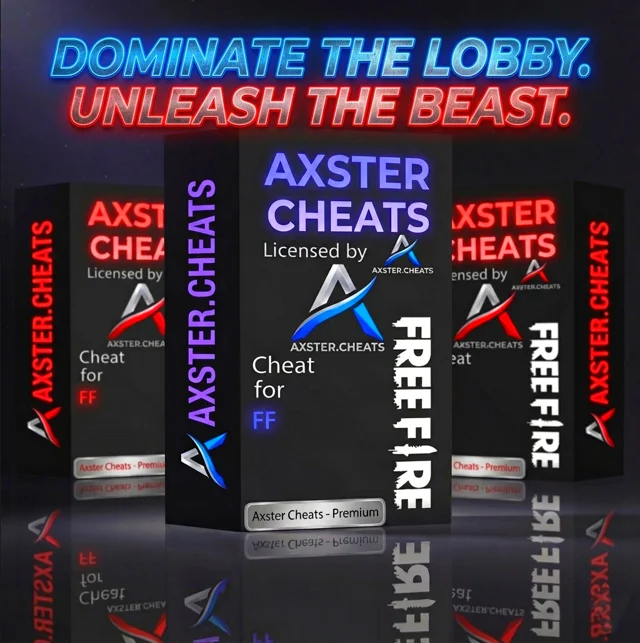 DOMINATE THE LOBBY.
UNLEASH THE BEAST.
AXSTER.CHEATS
AXST
CHEA
Licensed by
AXSTER.CHEA
Cheat
for
FF
Axster Cheats - Premiu
AXSTER.CHEATS
AXSTER
CHEATS
Licensed by
AXSTER.CHEATS
AXSTER.CHEATS
Cheat
for
FF
FREE FIRE
Axster Cheats - Premium
XSTER
CHEATS
ensed by
AXSTER.CHEATS
AXSTER.CHEATS
eat
FREE FIRE
Cheats - Premium
AXSTER.CHEATS